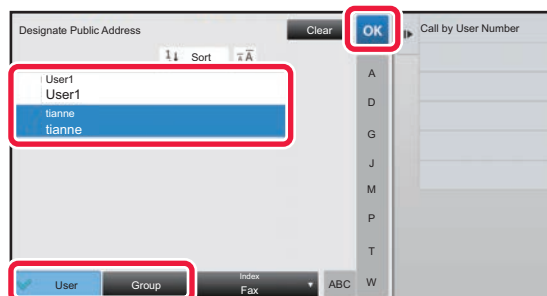 Designate Public Address
Clear
OK
Call by User Number
Sort
User1
User1
tianne
tianne
A
D
G
J
M
P
T
W
User
Group
Index
Fax
ABC